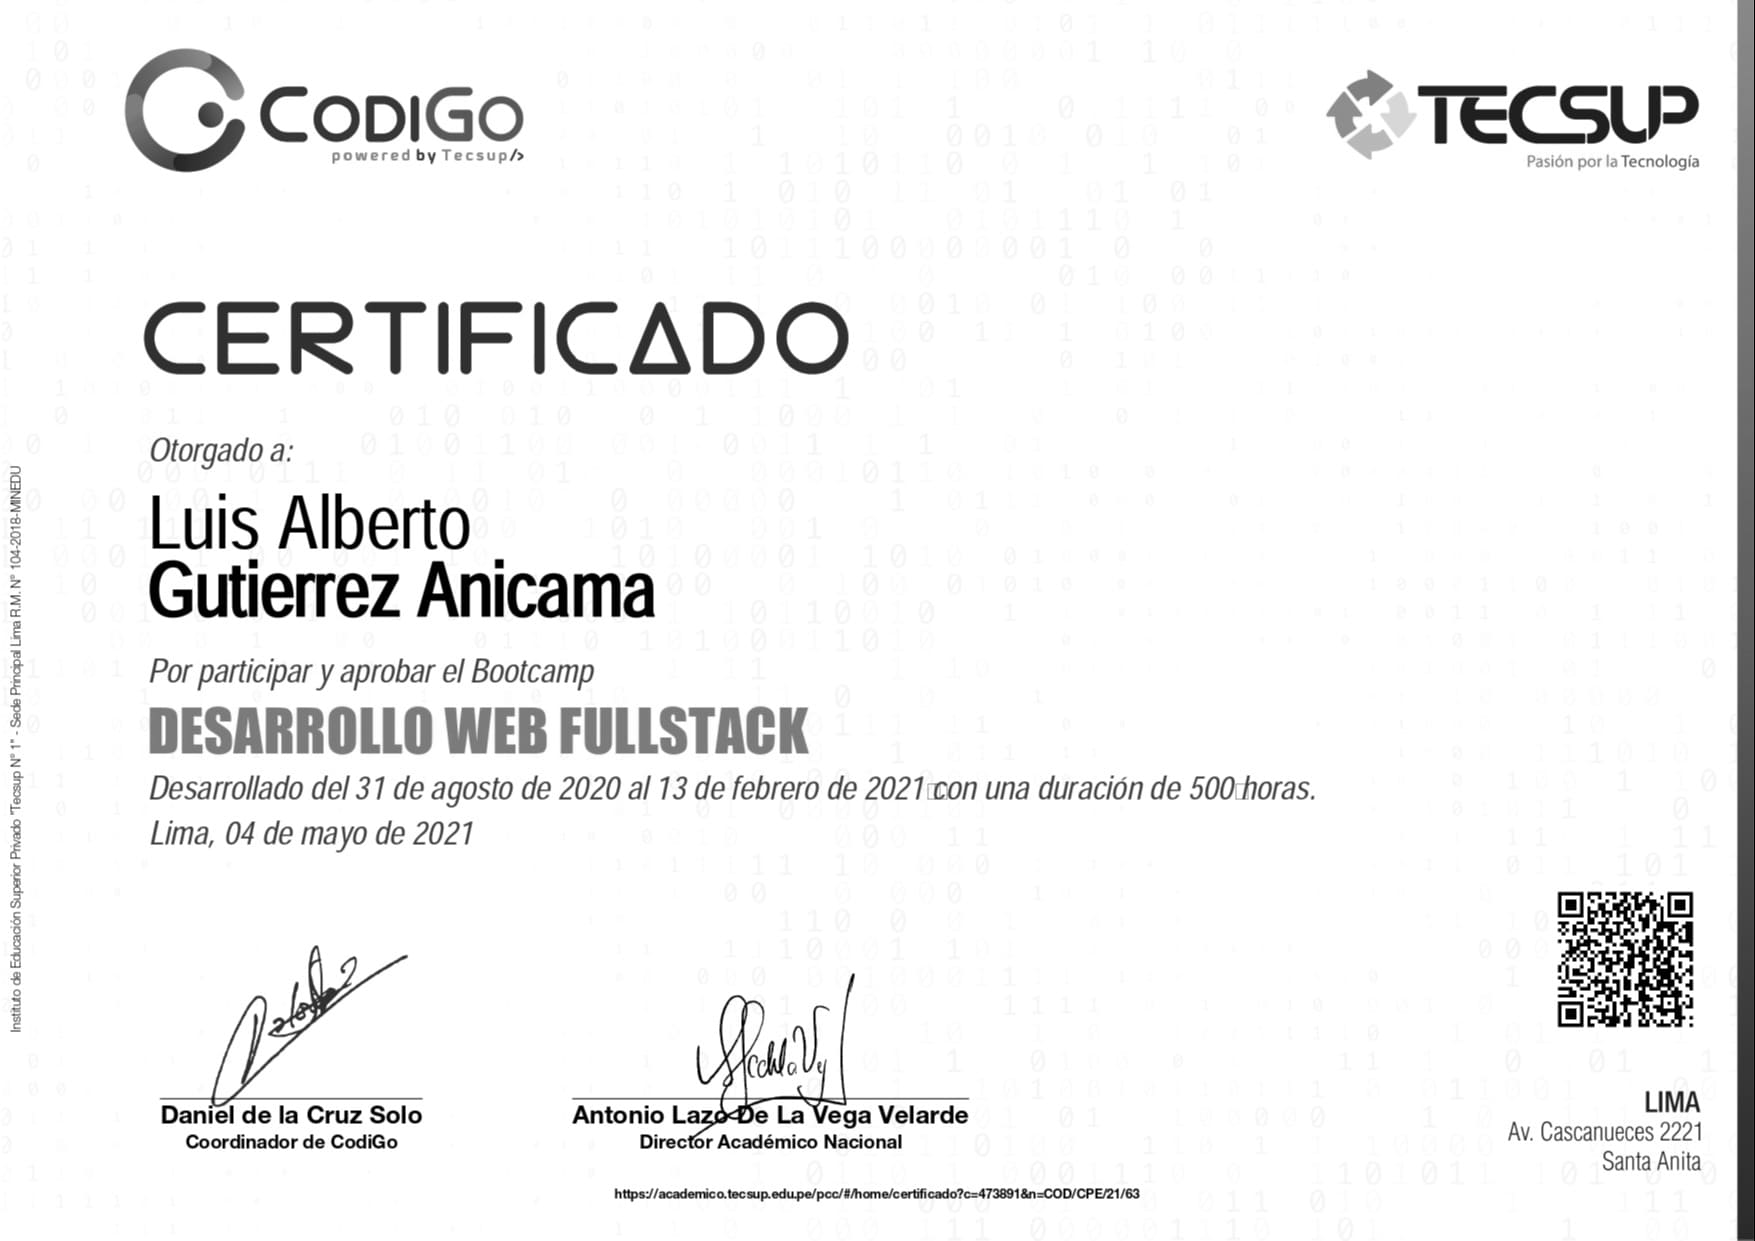 CODIGO
powered by Tecsup/>
TECSUP
Pasión por la Tecnología
CERTIFICADO
Otorgado a:
Luis Alberto
Gutierrez Anicama
Por participar y aprobar el Bootcamp
DESARROLLO WEB FULLSTACK
Desarrollado del 31 de agosto de 2020 al 13 de febrero de 2021 con una duración de 500 horas.
Lima, 04 de mayo de 2021
Instituto de Educación Superior Privado "Tecsup N° 1" - Sede Principal Lima R.M. N° 104-2018-MINEDU
Daniel de la Cruz Solo
Coordinador de CodiGo
Antonio Lazo De La Vega Velarde
Director Académico Nacional
LIMA
Av. Cascanueces 2221
Santa Anita
https://academico.tecsup.edu.pe/pcc/#/home/certificado?c=473891&n=COD/CPE/21/63